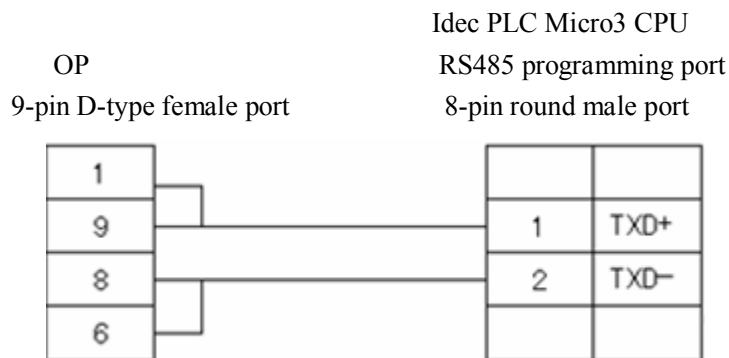 Idec PLC Micro3 CPU
OP RS485 programming port
9-pin D-type female port 8-pin round male port
1
9 1 TXD+
8 2 TXD-
6